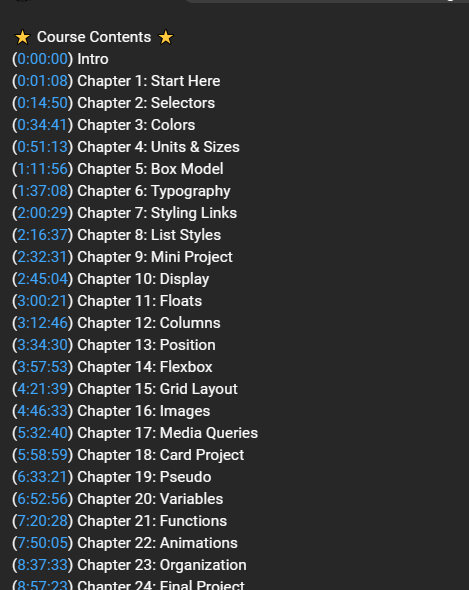 ⭐ Course Contents ⭐
(0:00:00) Intro
(0:01:08) Chapter 1: Start Here
(0:14:50) Chapter 2: Selectors
(0:34:41) Chapter 3: Colors
(0:51:13) Chapter 4: Units & Sizes
(1:11:56) Chapter 5: Box Model
(1:37:08) Chapter 6: Typography
(2:00:29) Chapter 7: Styling Links
(2:16:37) Chapter 8: List Styles
(2:32:31) Chapter 9: Mini Project
(2:45:04) Chapter 10: Display
(3:00:21) Chapter 11: Floats
(3:12:46) Chapter 12: Columns
(3:34:30) Chapter 13: Position
(3:57:53) Chapter 14: Flexbox
(4:21:39) Chapter 15: Grid Layout
(4:46:33) Chapter 16: Images
(5:32:40) Chapter 17: Media Queries
(5:58:59) Chapter 18: Card Project
(6:33:21) Chapter 19: Pseudo
(6:52:56) Chapter 20: Variables
(7:20:28) Chapter 21: Functions
(7:50:05) Chapter 22: Animations
(8:37:33) Chapter 23: Organization
(8:57:23) Chapter 24: Final Project